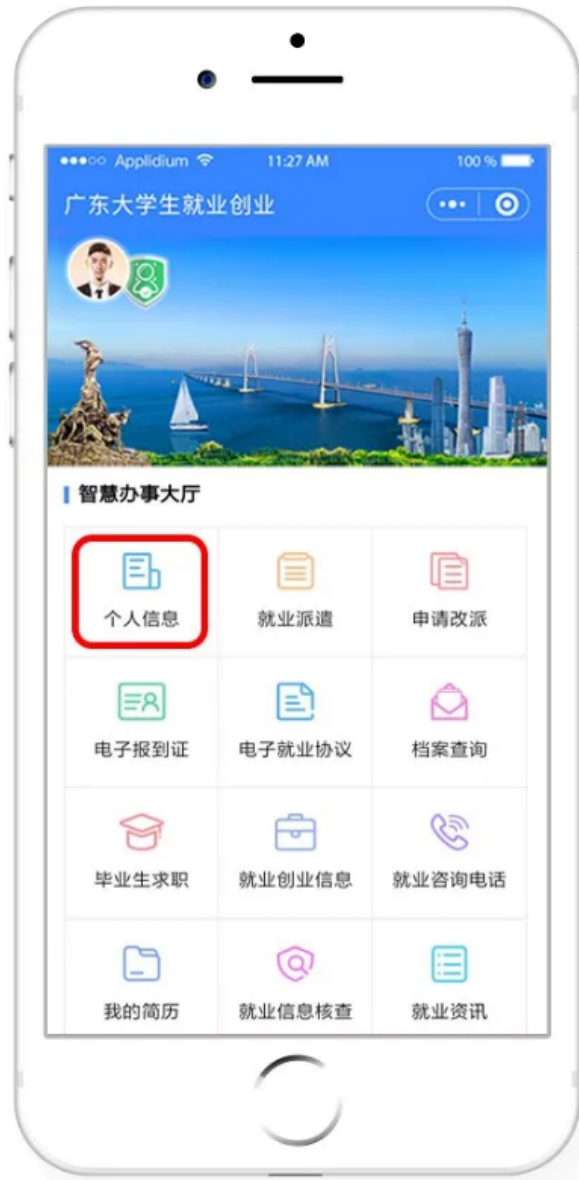 ●●●○○ Applidium 11:27 AM 100 %
广东大学生就业创业
智慧办事大厅
个人信息 就业派遣 申请改派
电子报到证 电子就业协议 档案查询
毕业生求职 就业创业信息 就业咨询电话
我的简历 就业信息核查 就业资讯